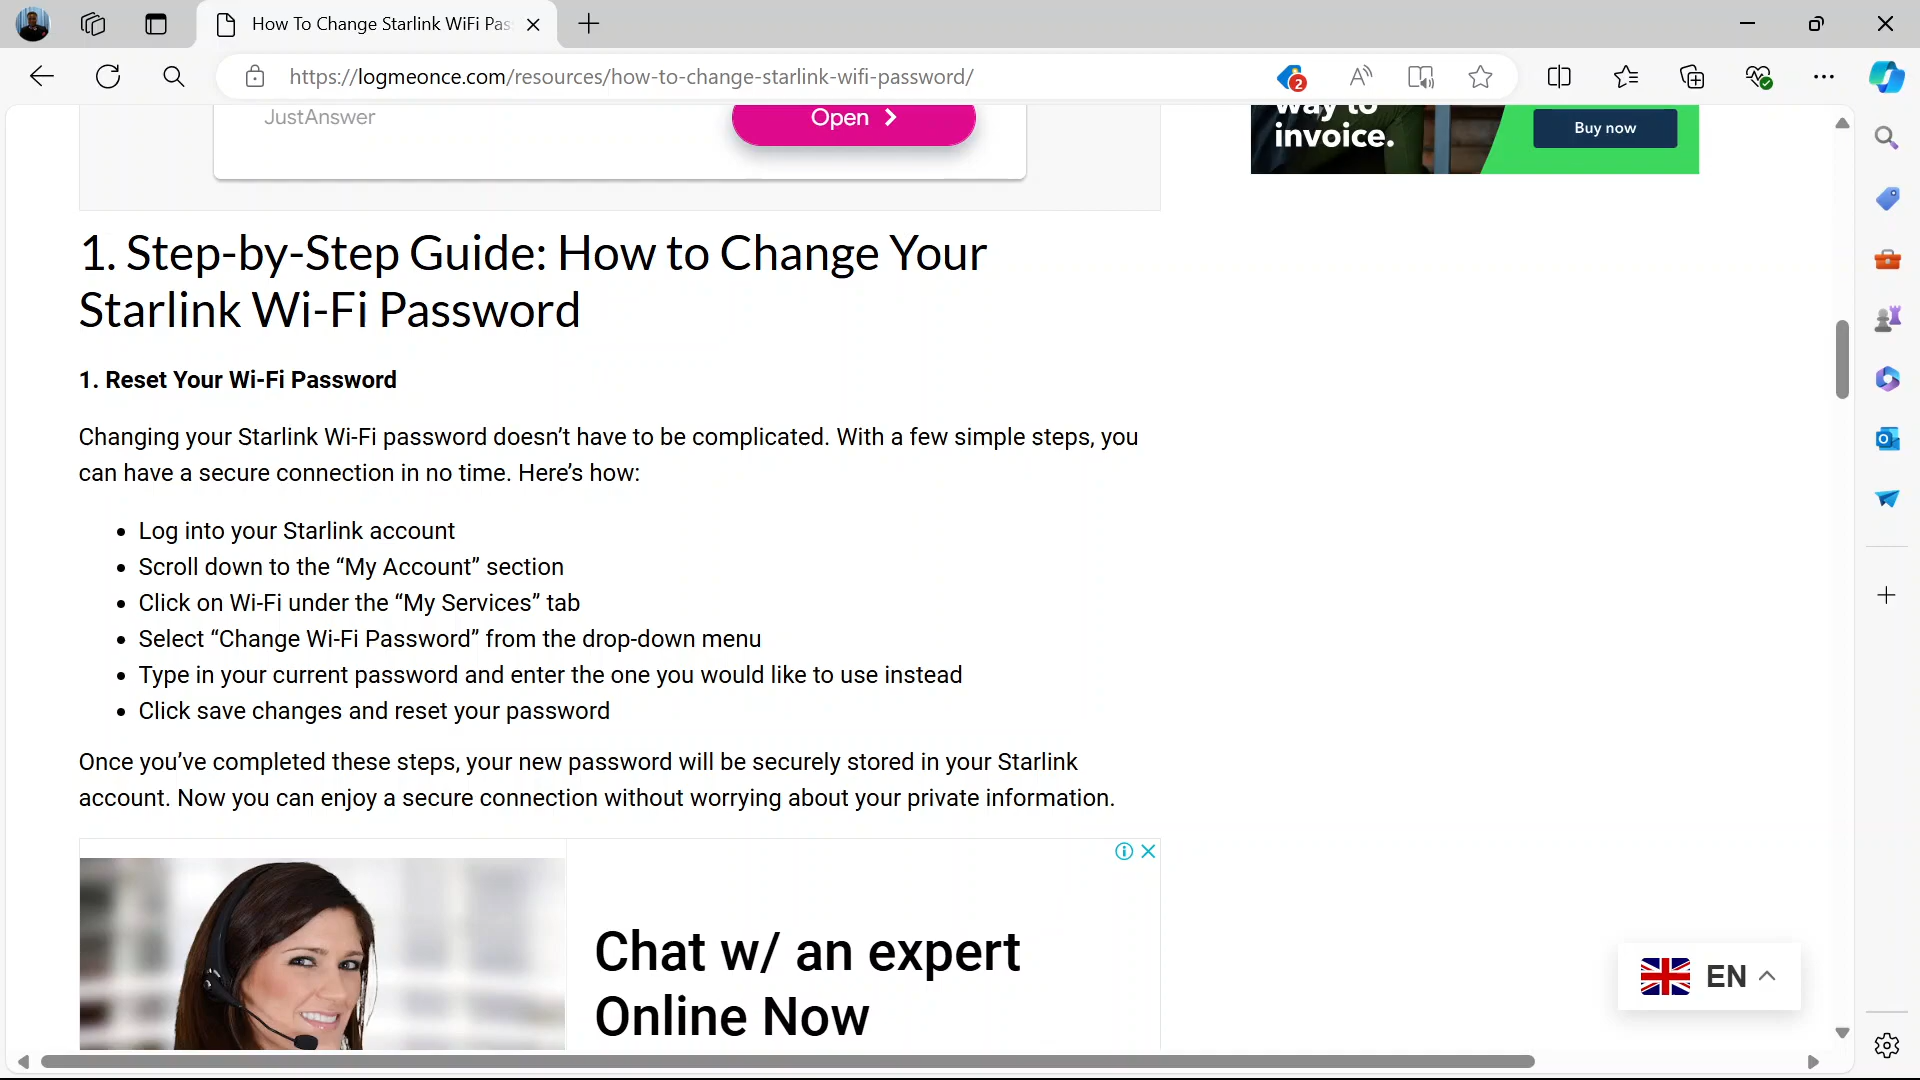 How To Change Starlink WiFi Pas
https://logmeonce.com/resources/how-to-change-starlink-wifi-password/
2
JustAnswer
Open
way to
invoice.
Buy now
1. Step-by-Step Guide: How to Change Your
Starlink Wi-Fi Password
1. Reset Your Wi-Fi Password
Changing your Starlink Wi-Fi password doesn’t have to be complicated. With a few simple steps, you
can have a secure connection in no time. Here’s how:
• Log into your Starlink account
• Scroll down to the “My Account” section
• Click on Wi-Fi under the “My Services” tab
• Select “Change Wi-Fi Password” from the drop-down menu
• Type in your current password and enter the one you would like to use instead
• Click save changes and reset your password
Once you’ve completed these steps, your new password will be securely stored in your Starlink
account. Now you can enjoy a secure connection without worrying about your private information.
Chat w/ an expert
Online Now
EN